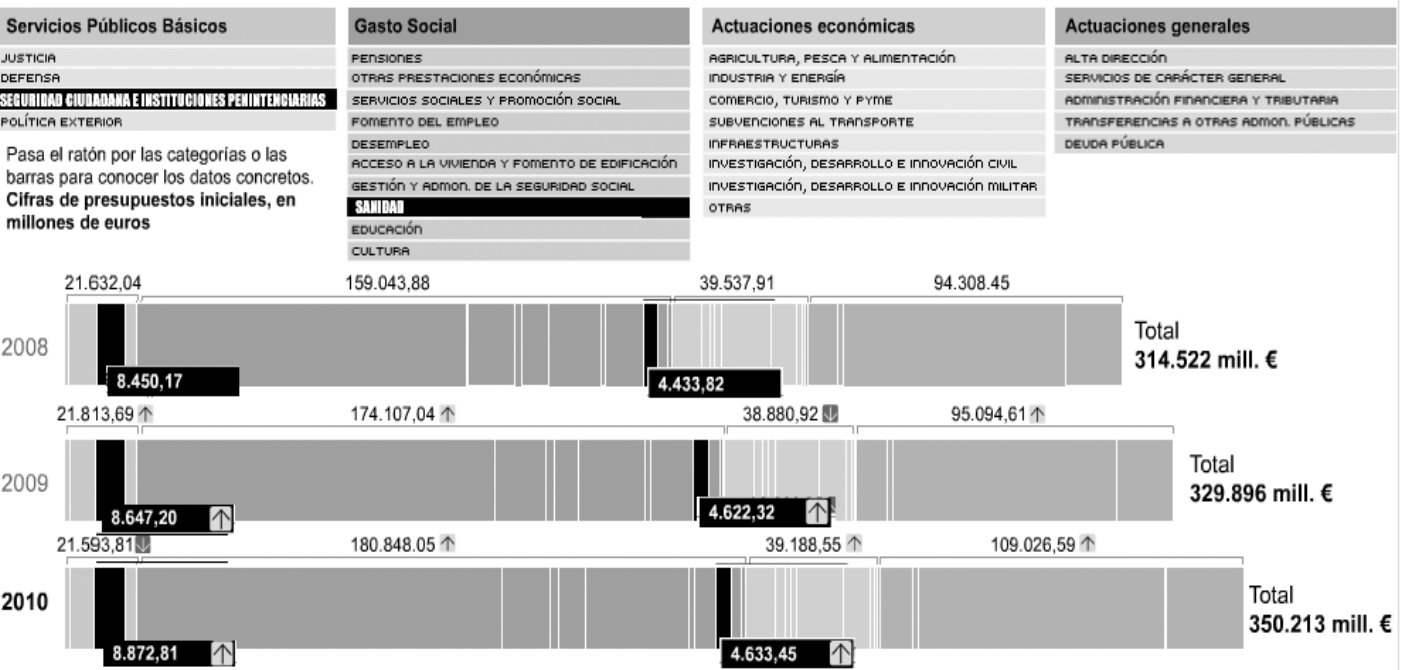 Servicios Públicos Básicos
JUSTICIA
DEFENSA
SEGURIDAD CIUDADANA E INSTITUCIONES PENINTENCIARIAS
POLÍTICA EXTERIOR
Pasa el ratón por las categorías o las
barras para conocer los datos concretos.
Cifras de presupuestos iniciales, en
millones de euros
Gasto Social
PENSIONES
OTRAS PRESTACIONES ECONÓMICAS
SERVICIOS SOCIALES Y PROMOCIÓN SOCIAL
FOMENTO DEL EMPLEO
DESEMPLEO
ACCESO A LA VIVIENDA Y FOMENTO DE EDIFICACIÓN
GESTIÓN Y ADMON. DE LA SEGURIDAD SOCIAL
SANIDAD
EDUCACIÓN
CULTURA
Actuaciones económicas
AGRICULTURA, PESCA Y ALIMENTACIÓN
INDUSTRIA Y ENERGÍA
COMERCIO, TURISMO Y PYME
SUBVENCIONES AL TRANSPORTE
INFRAESTRUCTURAS
INVESTIGACIÓN, DESARROLLO E INNOVACIÓN CIVIL
INVESTIGACIÓN, DESARROLLO E INNOVACIÓN MILITAR
OTRAS
Actuaciones generales
ALTA DIRECCIÓN
SERVICIOS DE CARÁCTER GENERAL
ADMINISTRACIÓN FINANCIERA Y TRIBUTARIA
TRANSFERENCIAS A OTRAS ADMON. PÚBLICAS
DEUDA PÚBLICA
21.632,04 159.043,88 39.537,91 94.308.45
2008
8.450,17 4.433,82
Total
314.522 mill. €
21.813,69 ↑ 174.107,04 ↑ 38.880,92 ↓ 95.094,61 ↑
2009
8.647,20 ↑ 4.622,32 ↑
Total
329.896 mill. €
21.593,81 ↓ 180.848.05 ↑ 39.188,55 ↑ 109.026,59 ↑
2010
8.872,81 ↑ 4.633,45 ↑
Total
350.213 mill. €